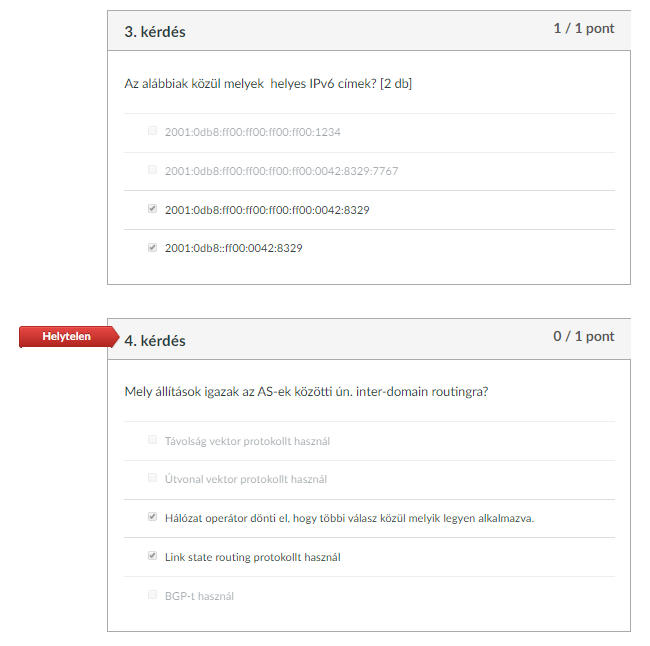 3. kérdés
1 / 1 pont
Az alábbiak közül melyek helyes IPv6 címek? [2 db]
2001:0db8:ff00:ff00:ff00:ff00:1234
2001:0db8:ff00:ff00:ff00:ff00:0042:8329:7767
2001:0db8:ff00:ff00:ff00:ff00:0042:8329
2001:0db8::ff00:0042:8329
Helytelen
4. kérdés
0 / 1 pont
Mely állítások igazak az AS-ek közötti ún. inter-domain routingra?
Távolság vektor protokollt használ
Útvonal vektor protokollt használ
Hálózat operátor dönti el, hogy többi válasz közül melyik legyen alkalmazva.
Link state routing protokollt használ
BGP-t használ